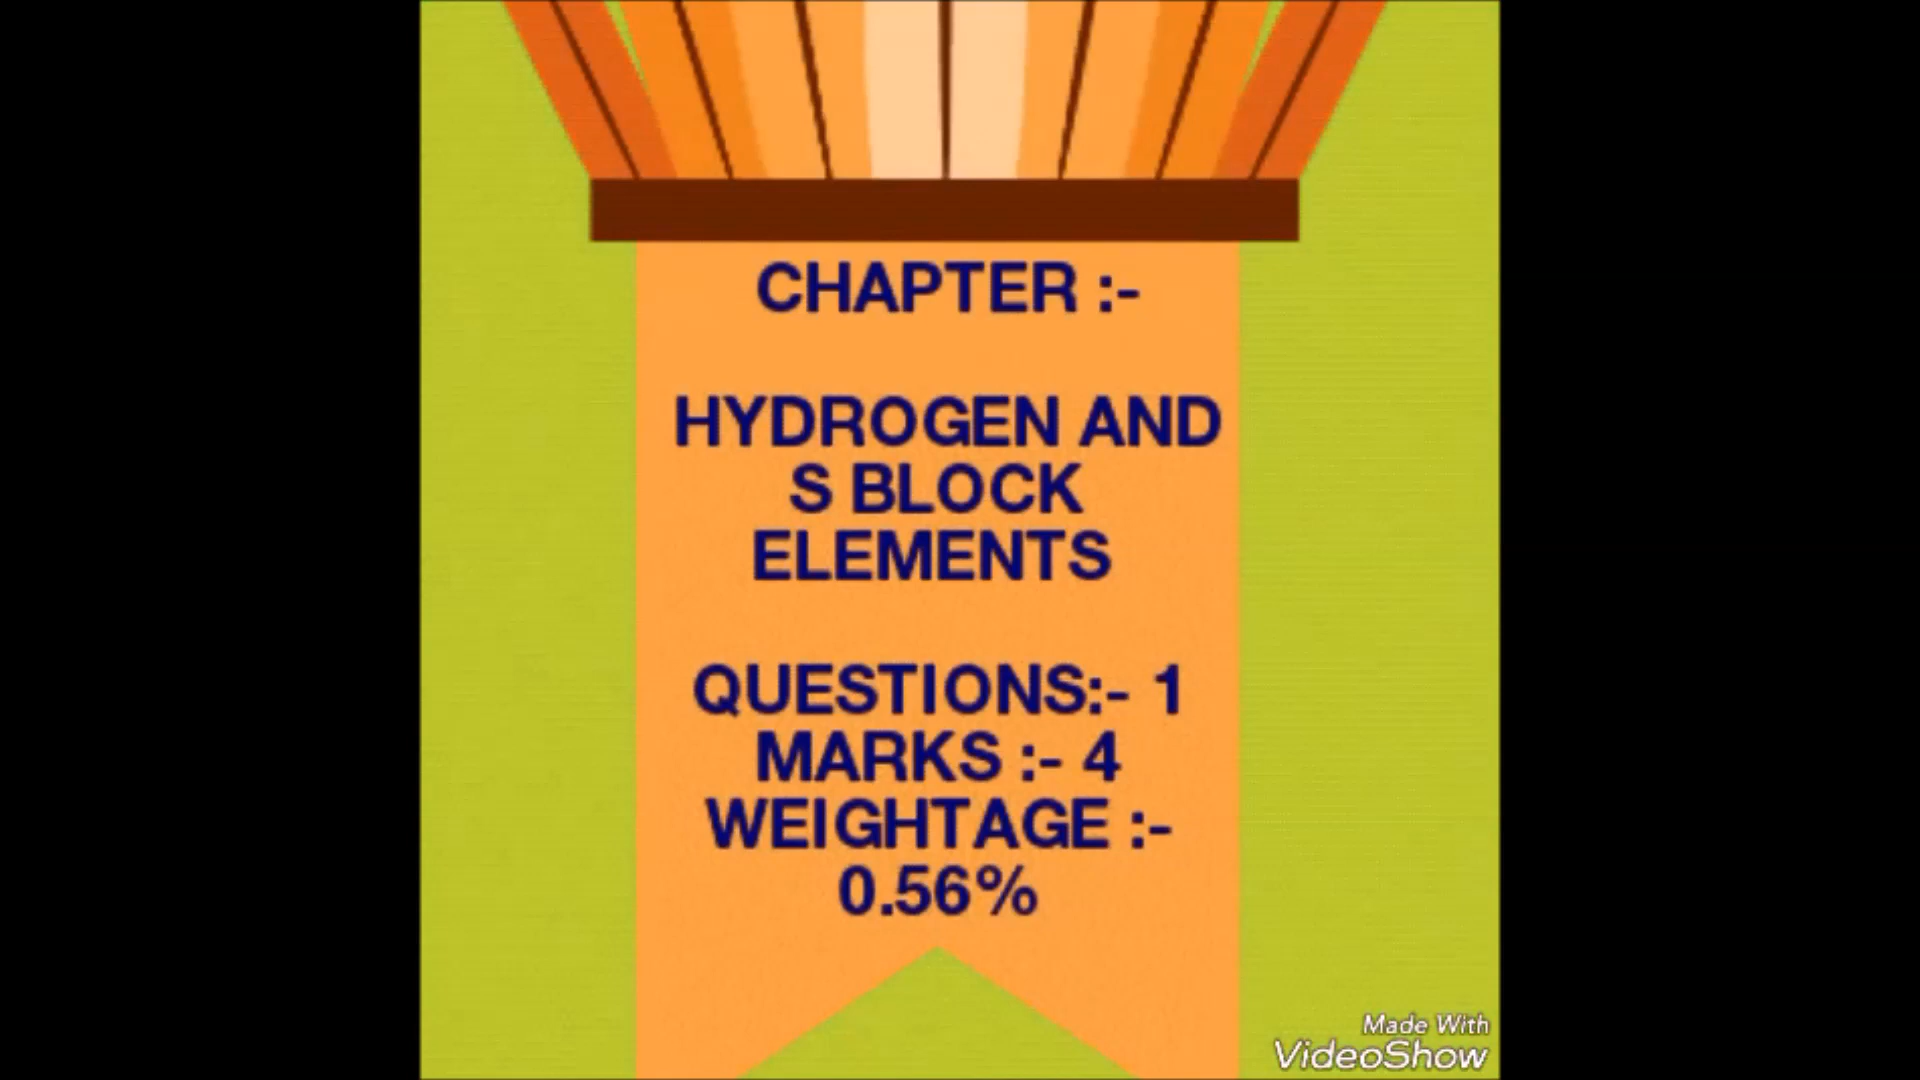 CHAPTER :-
HYDROGEN AND
S BLOCK
ELEMENTS
QUESTIONS:- 1
MARKS :- 4
WEIGHTAGE :-
0.56%
Made With
VideoShow